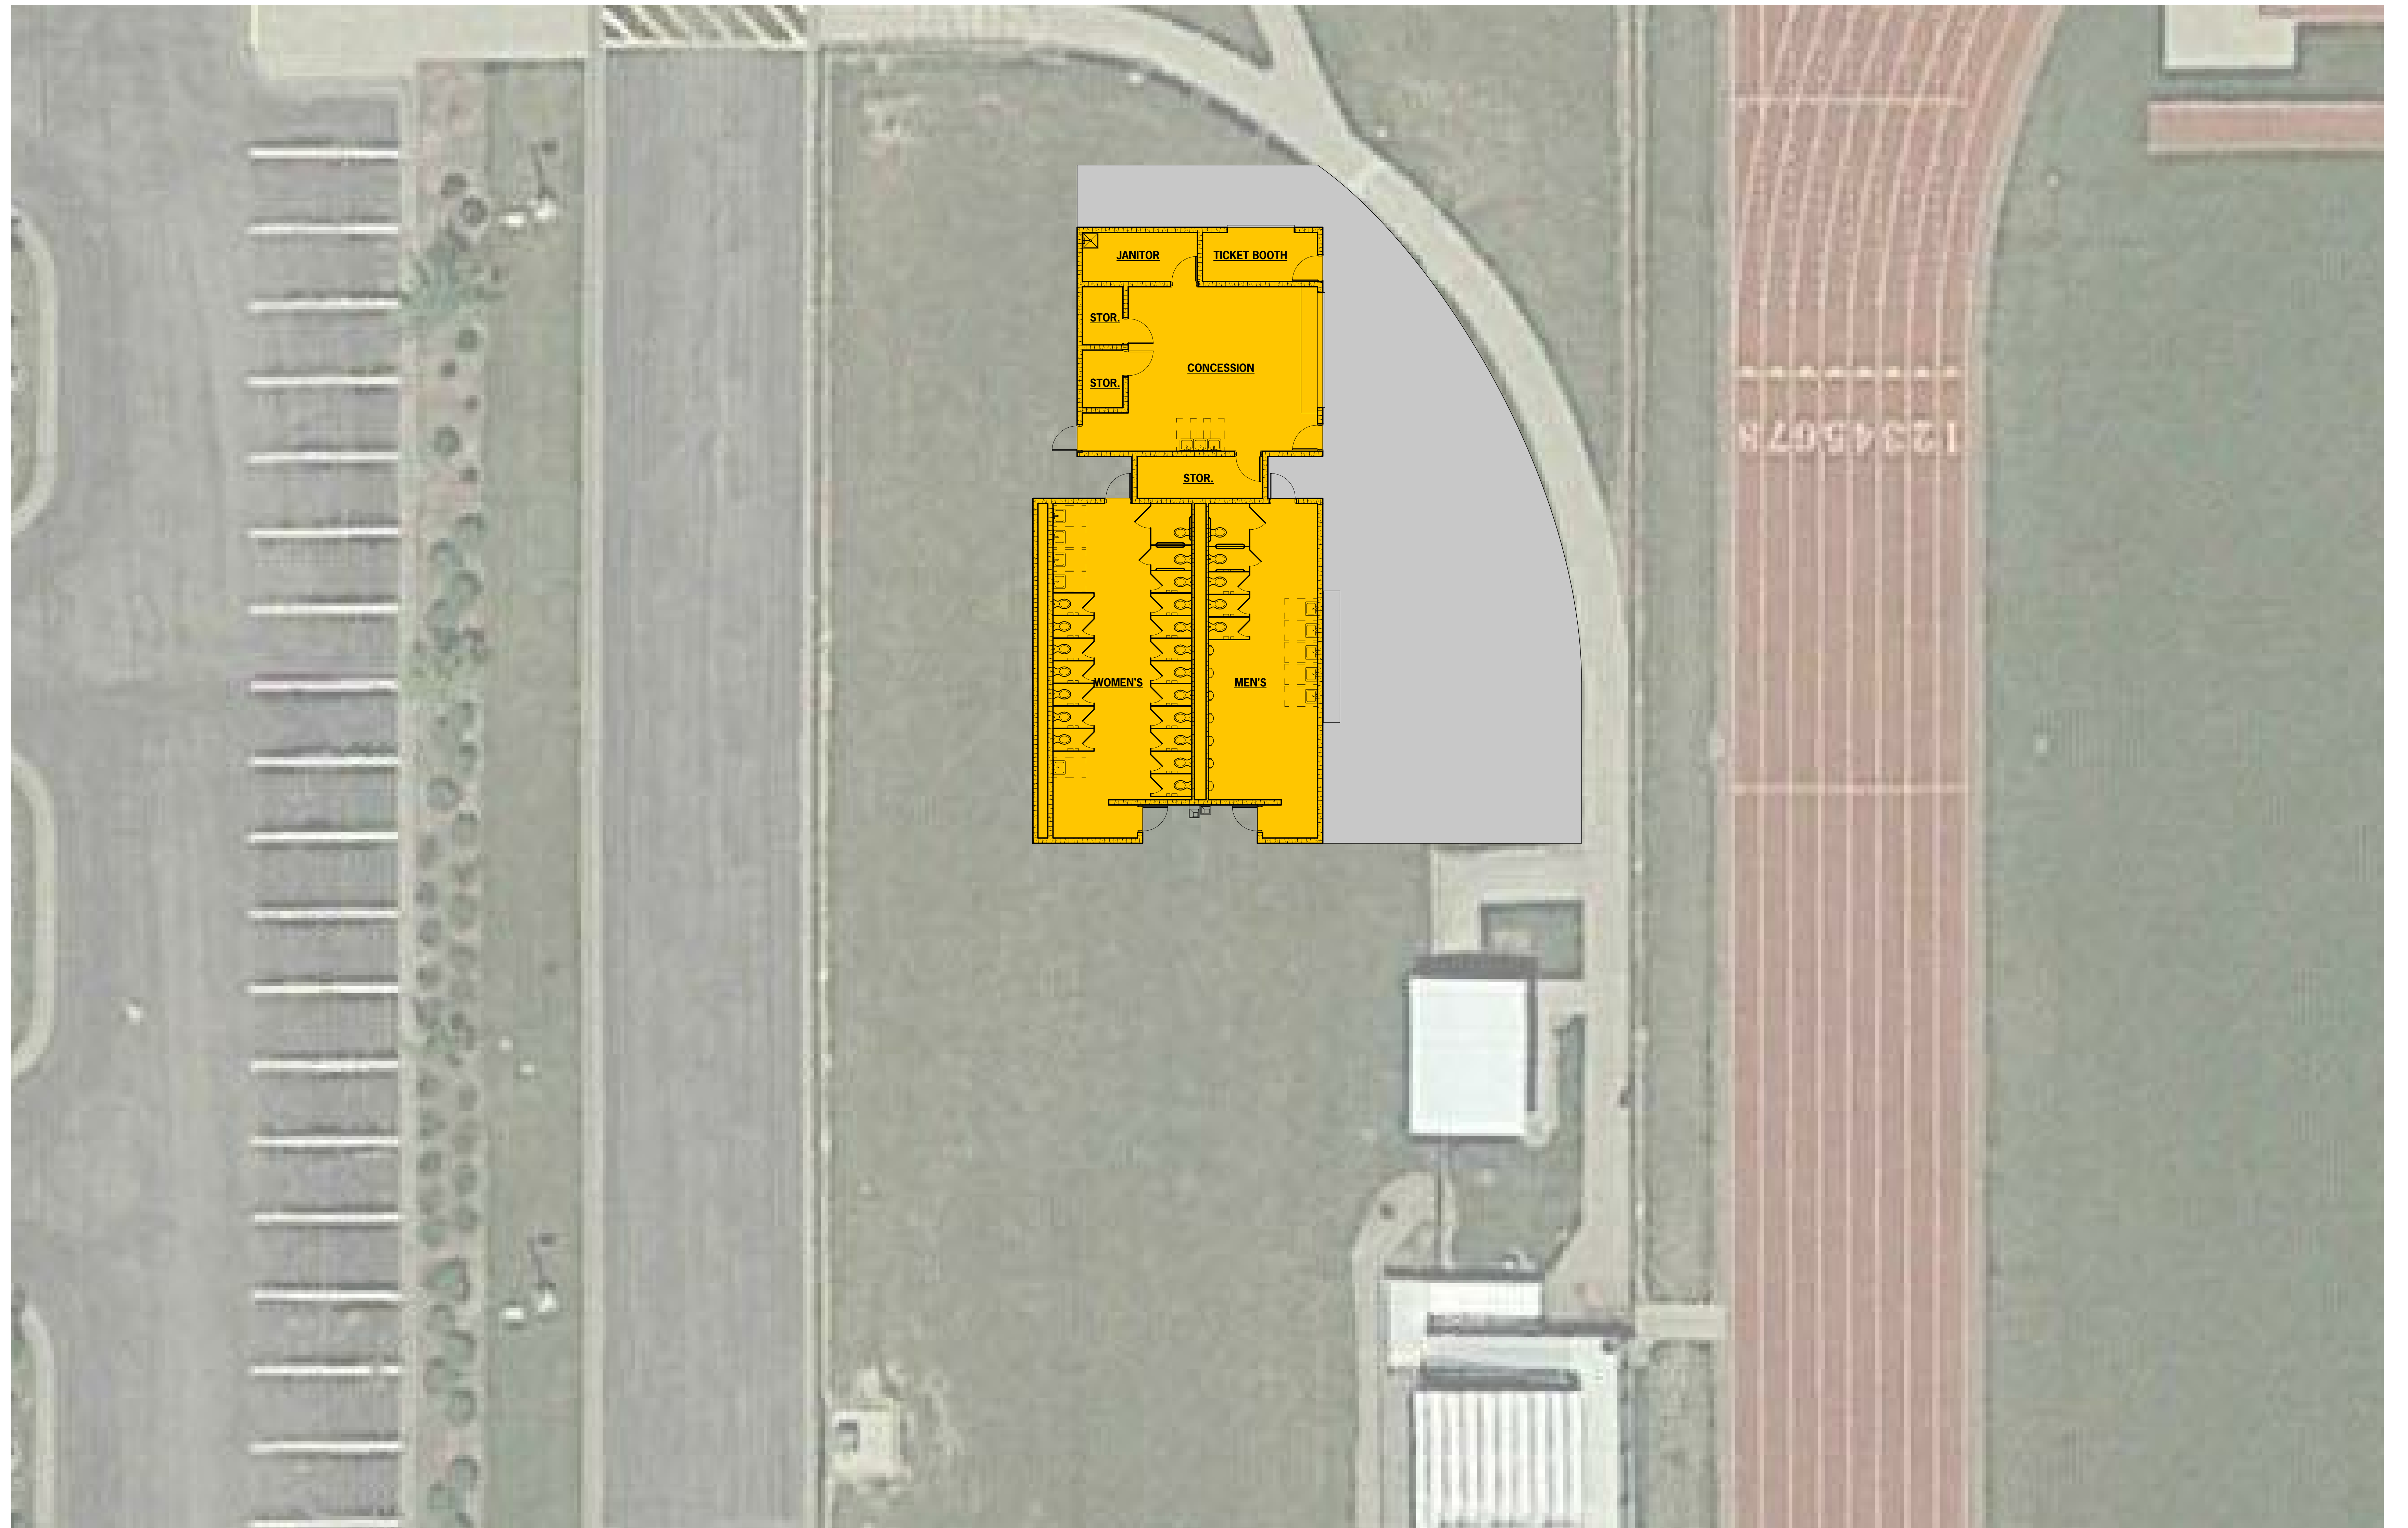 JANITOR
TICKET BOOTH
STOR.
CONCESSION
STOR.
STOR.
WOMEN'S
MEN'S
12345678